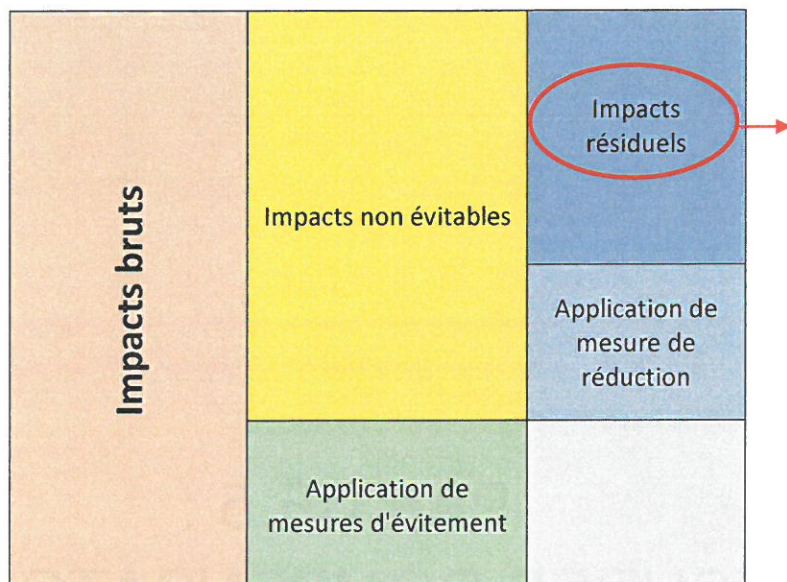 Impacts bruts
Impacts non évitables
Application de
mesures d'évitement
Impacts
résiduels
Application de
mesure de
réduction